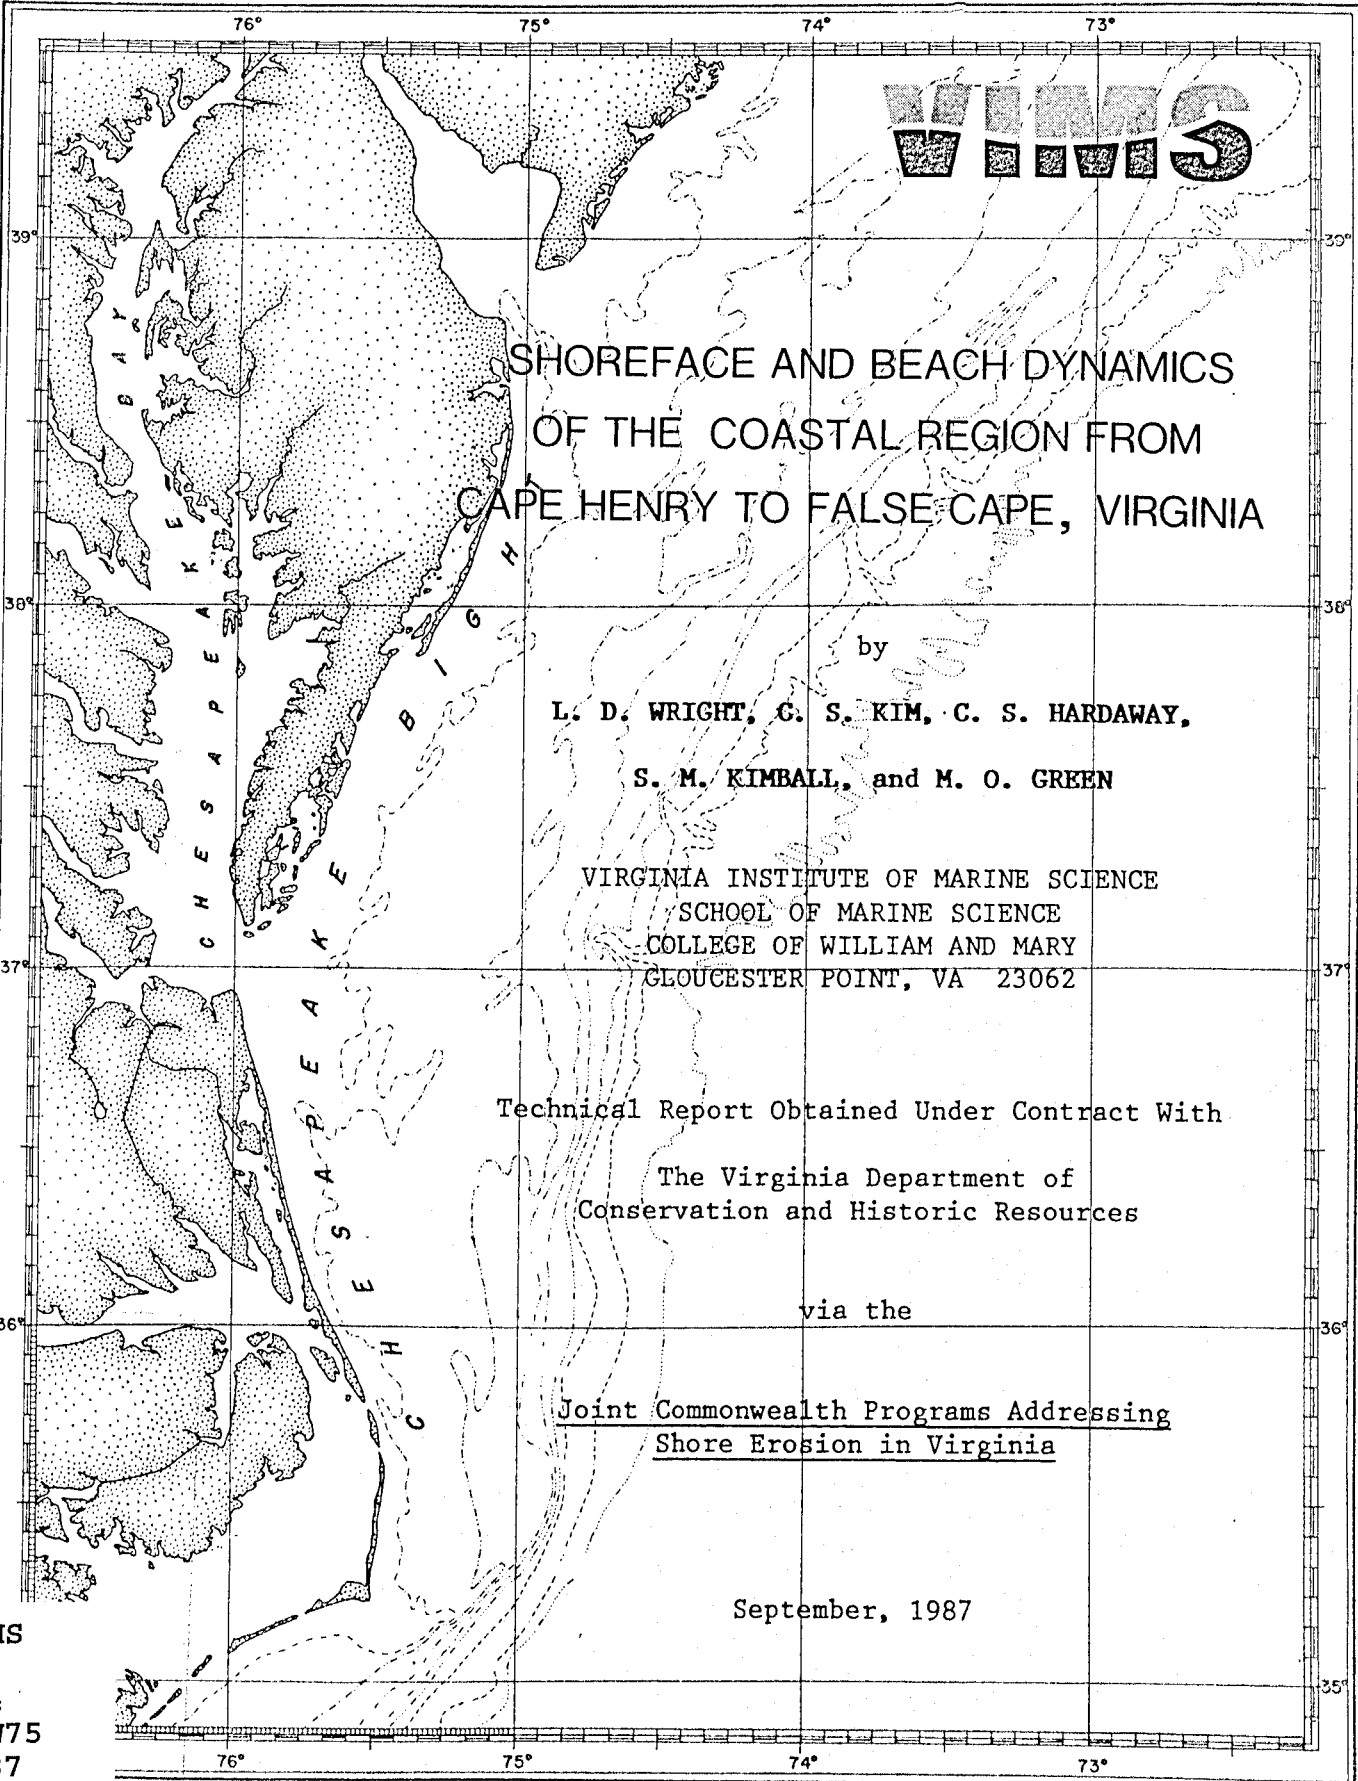 76° 75° 74° 73°
VIMS
39° 39°
SHOREFACE AND BEACH DYNAMICS
OF THE COASTAL REGION FROM
CAPE HENRY TO FALSE CAPE, VIRGINIA
CHESAPEAKE BAY
CHESAPEAKE BIGHT
38° 38°
by
L. D. WRIGHT, C. S. KIM, C. S. HARDAWAY,
S. M. KIMBALL, and M. O. GREEN
VIRGINIA INSTITUTE OF MARINE SCIENCE
SCHOOL OF MARINE SCIENCE
COLLEGE OF WILLIAM AND MARY
GLOUCESTER POINT, VA 23062
37° 37°
Technical Report Obtained Under Contract With
The Virginia Department of
Conservation and Historic Resources
via the
36° 36°
Joint Commonwealth Programs Addressing
Shore Erosion in Virginia
September, 1987
35°
76° 75° 74° 73°